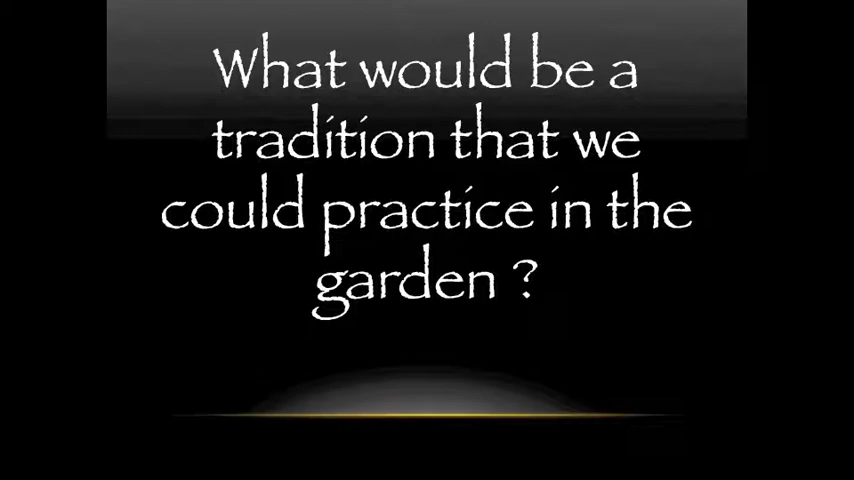 What would be a
tradition that we
could practice in the
garden ?